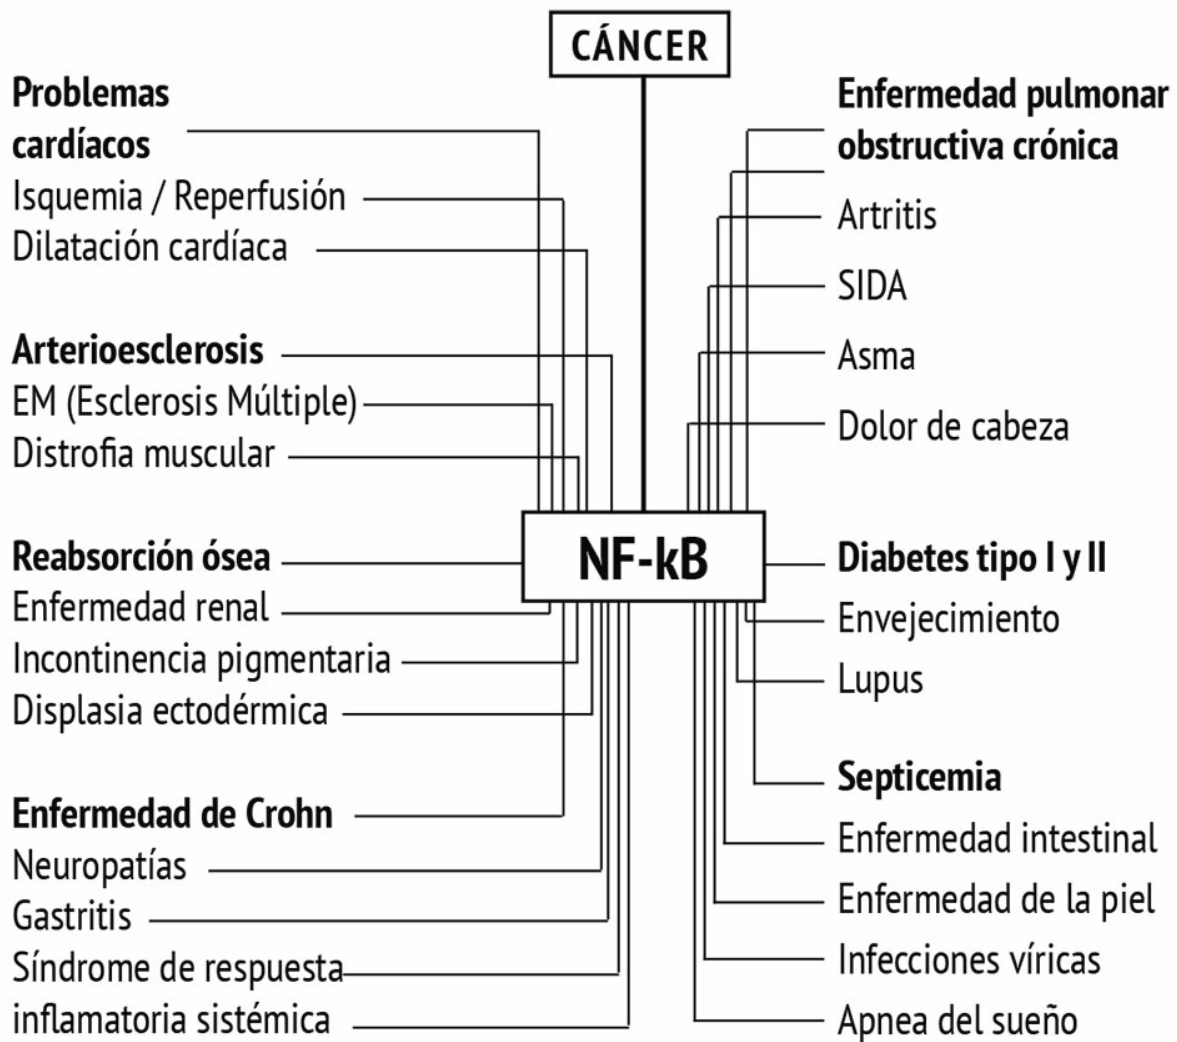 CÁNCER
Problemas
cardíacos
Isquemia / Reperfusión
Dilatación cardíaca
Arterioesclerosis
EM (Esclerosis Múltiple)
Distrofia muscular
Reabsorción ósea
Enfermedad renal
Incontinencia pigmentaria
Displasia ectodérmica
Enfermedad de Crohn
Neuropatías
Gastritis
Síndrome de respuesta
inflamatoria sistémica
NF-kB
Enfermedad pulmonar
obstructiva crónica
Artritis
SIDA
Asma
Dolor de cabeza
Diabetes tipo I y II
Envejecimiento
Lupus
Septicemia
Enfermedad intestinal
Enfermedad de la piel
Infecciones víricas
Apnea del sueño